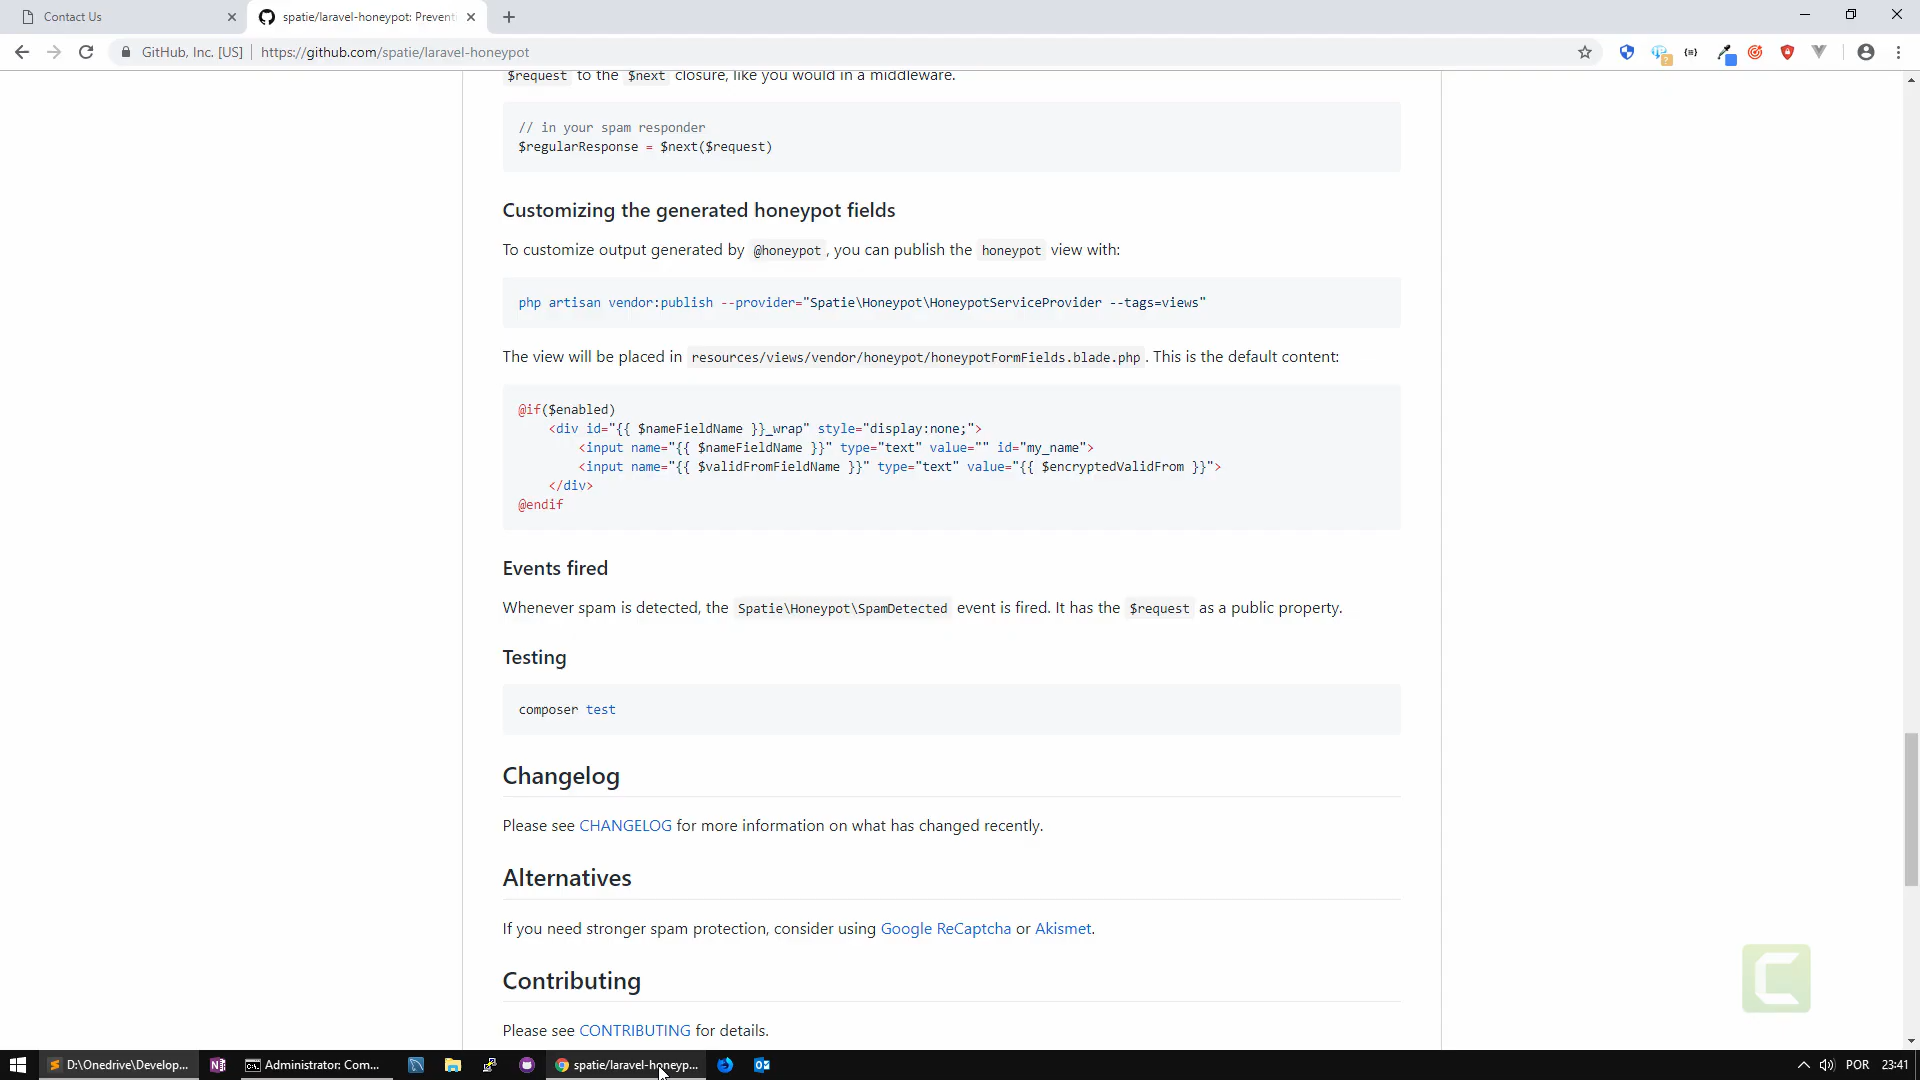 Contact Us
spatie/laravel-honeypot: Prevent
GitHub, Inc. [US]
https://github.com/spatie/laravel-honeypot
$request to the $next closure, like you would in a middleware.
// in your spam responder
$regularResponse = $next($request)
Customizing the generated honeypot fields
To customize output generated by @honeypot, you can publish the honeypot view with:
php artisan vendor:publish --provider="Spatie\Honeypot\HoneypotServiceProvider --tags=views"
The view will be placed in resources/views/vendor/honeypot/honeypotFormFields.blade.php. This is the default content:
@if($enabled)
<div id="{{ $nameFieldName }}_wrap" style="display:none;">
<input name="{{ $nameFieldName }}" type="text" value="" id="my_name">
<input name="{{ $validFromFieldName }}" type="text" value="{{ $encryptedValidFrom }}">
</div>
@endif
Events fired
Whenever spam is detected, the Spatie\Honeypot\SpamDetected event is fired. It has the $request as a public property.
Testing
composer test
Changelog
Please see CHANGELOG for more information on what has changed recently.
Alternatives
If you need stronger spam protection, consider using Google ReCaptcha or Akismet.
Contributing
Please see CONTRIBUTING for details.
D:\Onedrive\Develop...
Administrator: Com...
spatie/laravel-honeyp...
POR
23:41